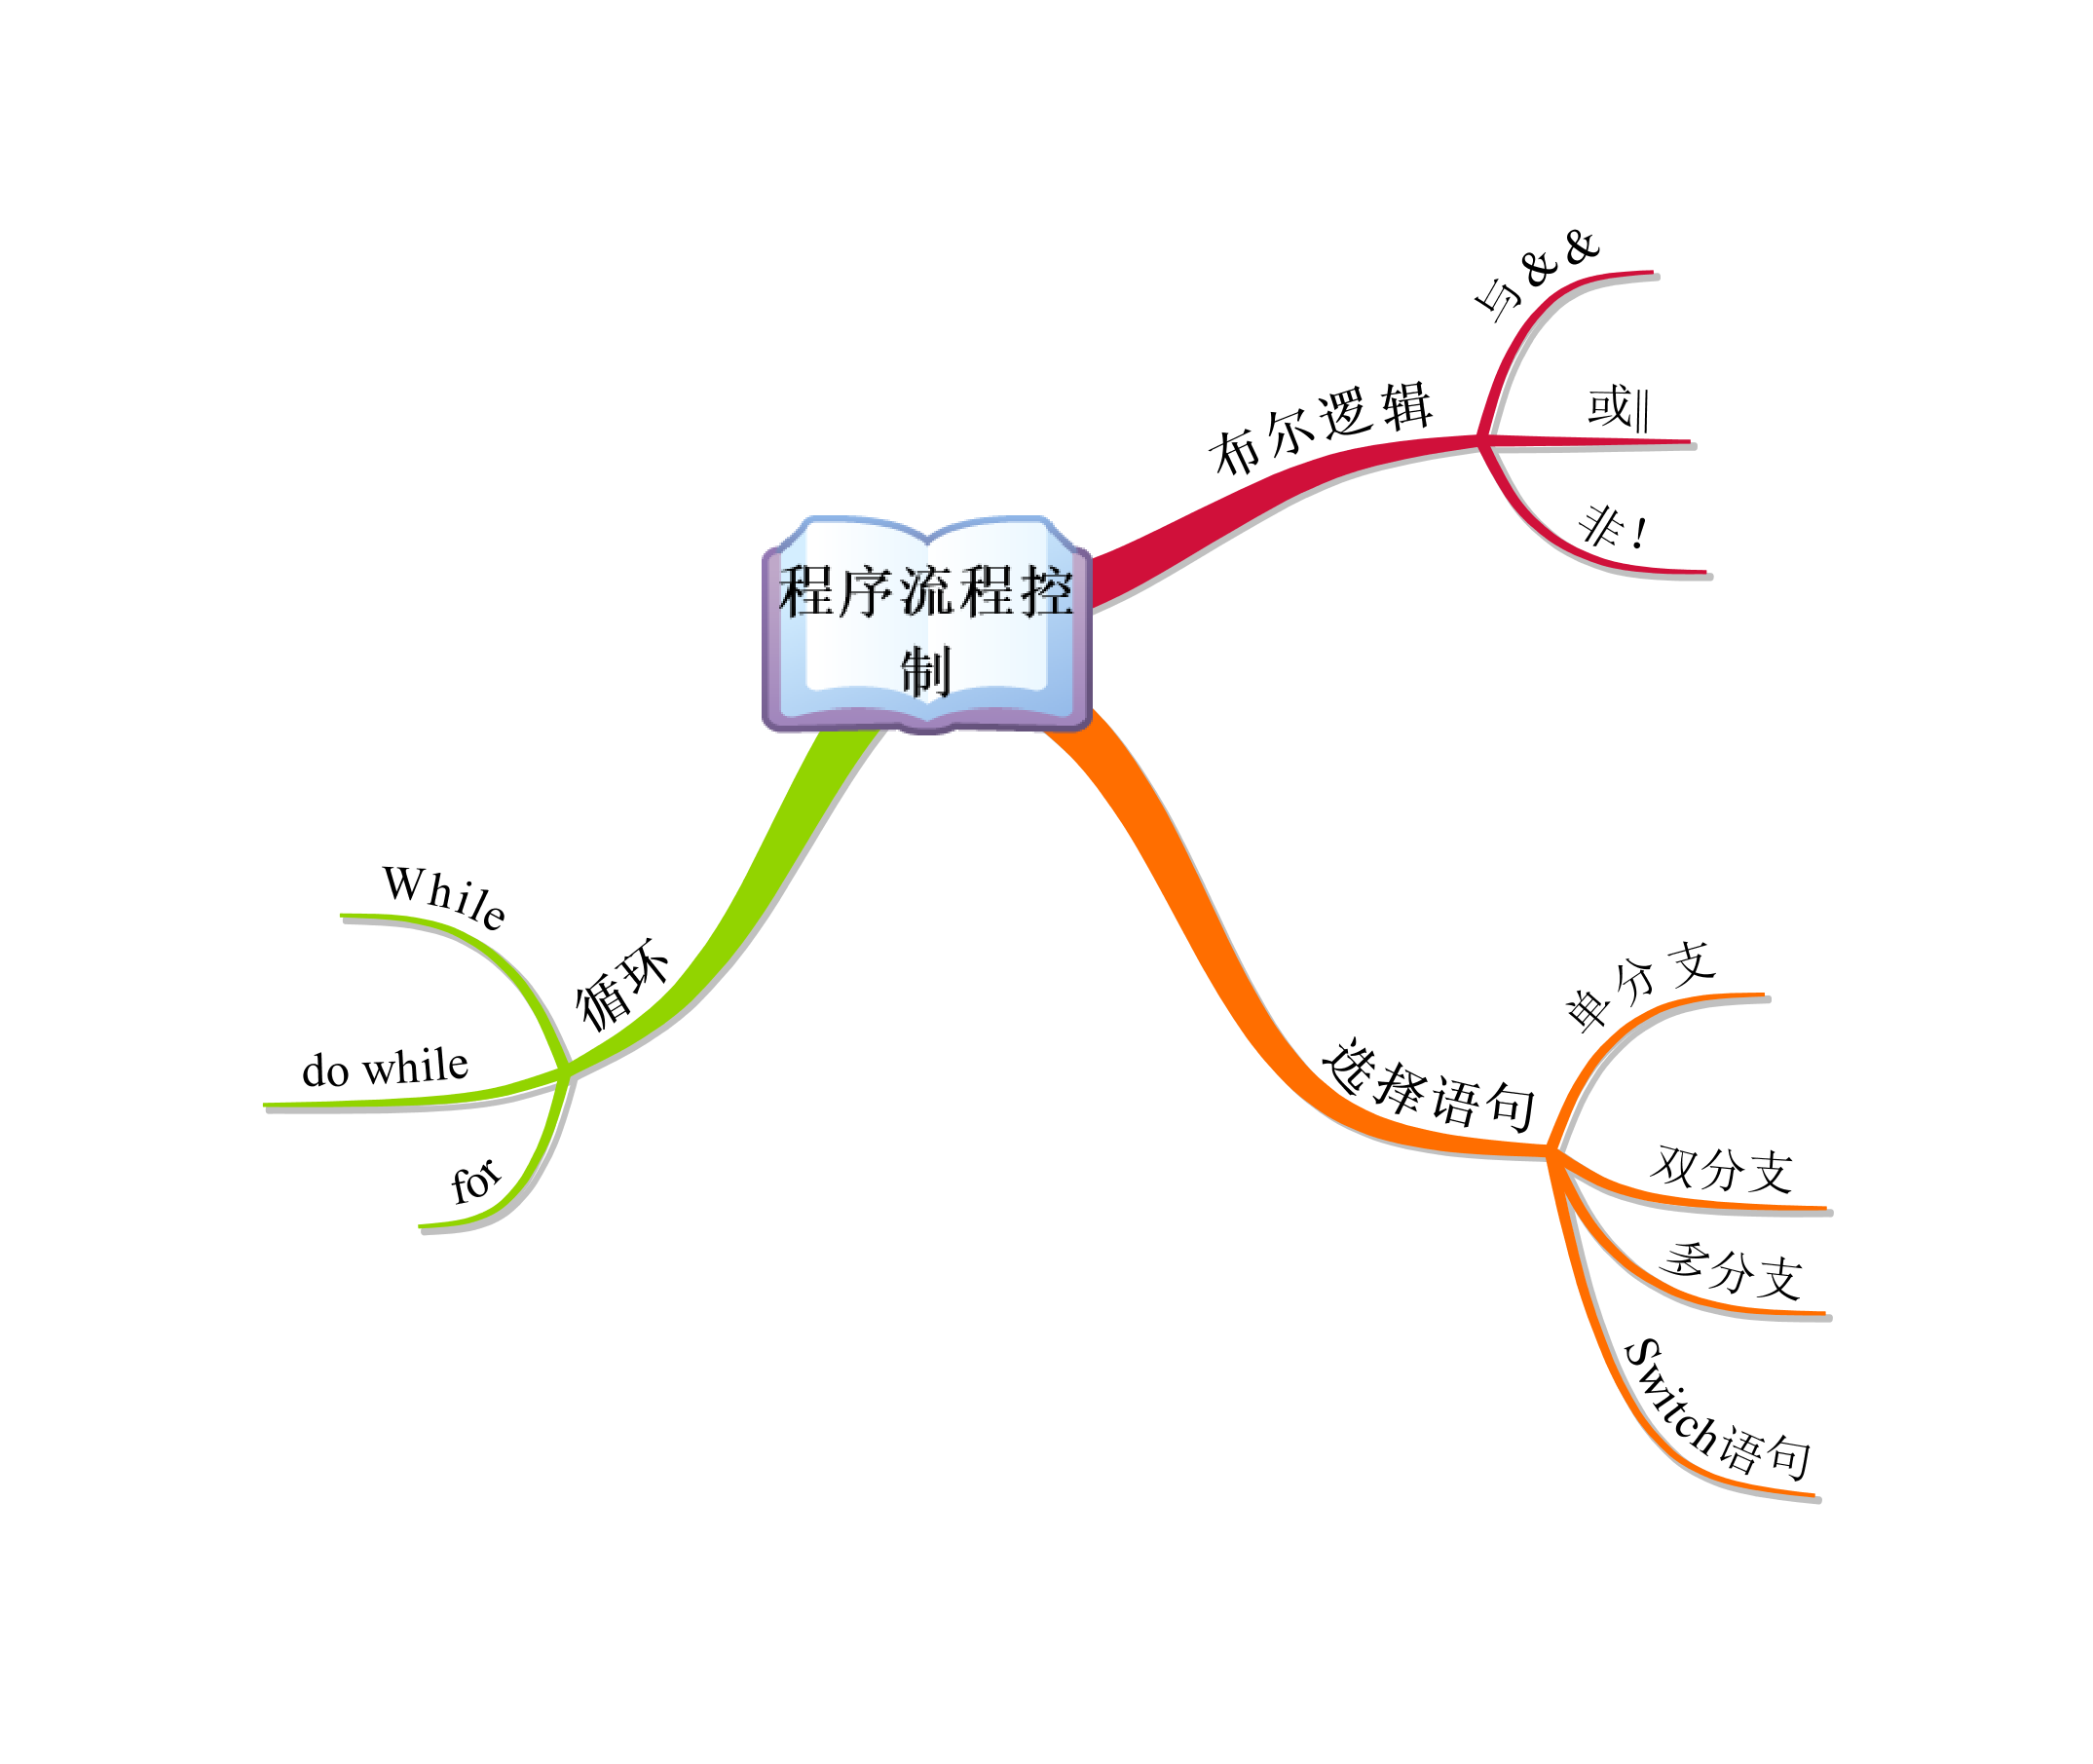 程序流程控
制
布尔逻辑
与&&
或||
非！
选择语句
单分支
双分支
多分支
Switch语句
循环
While
do while
for